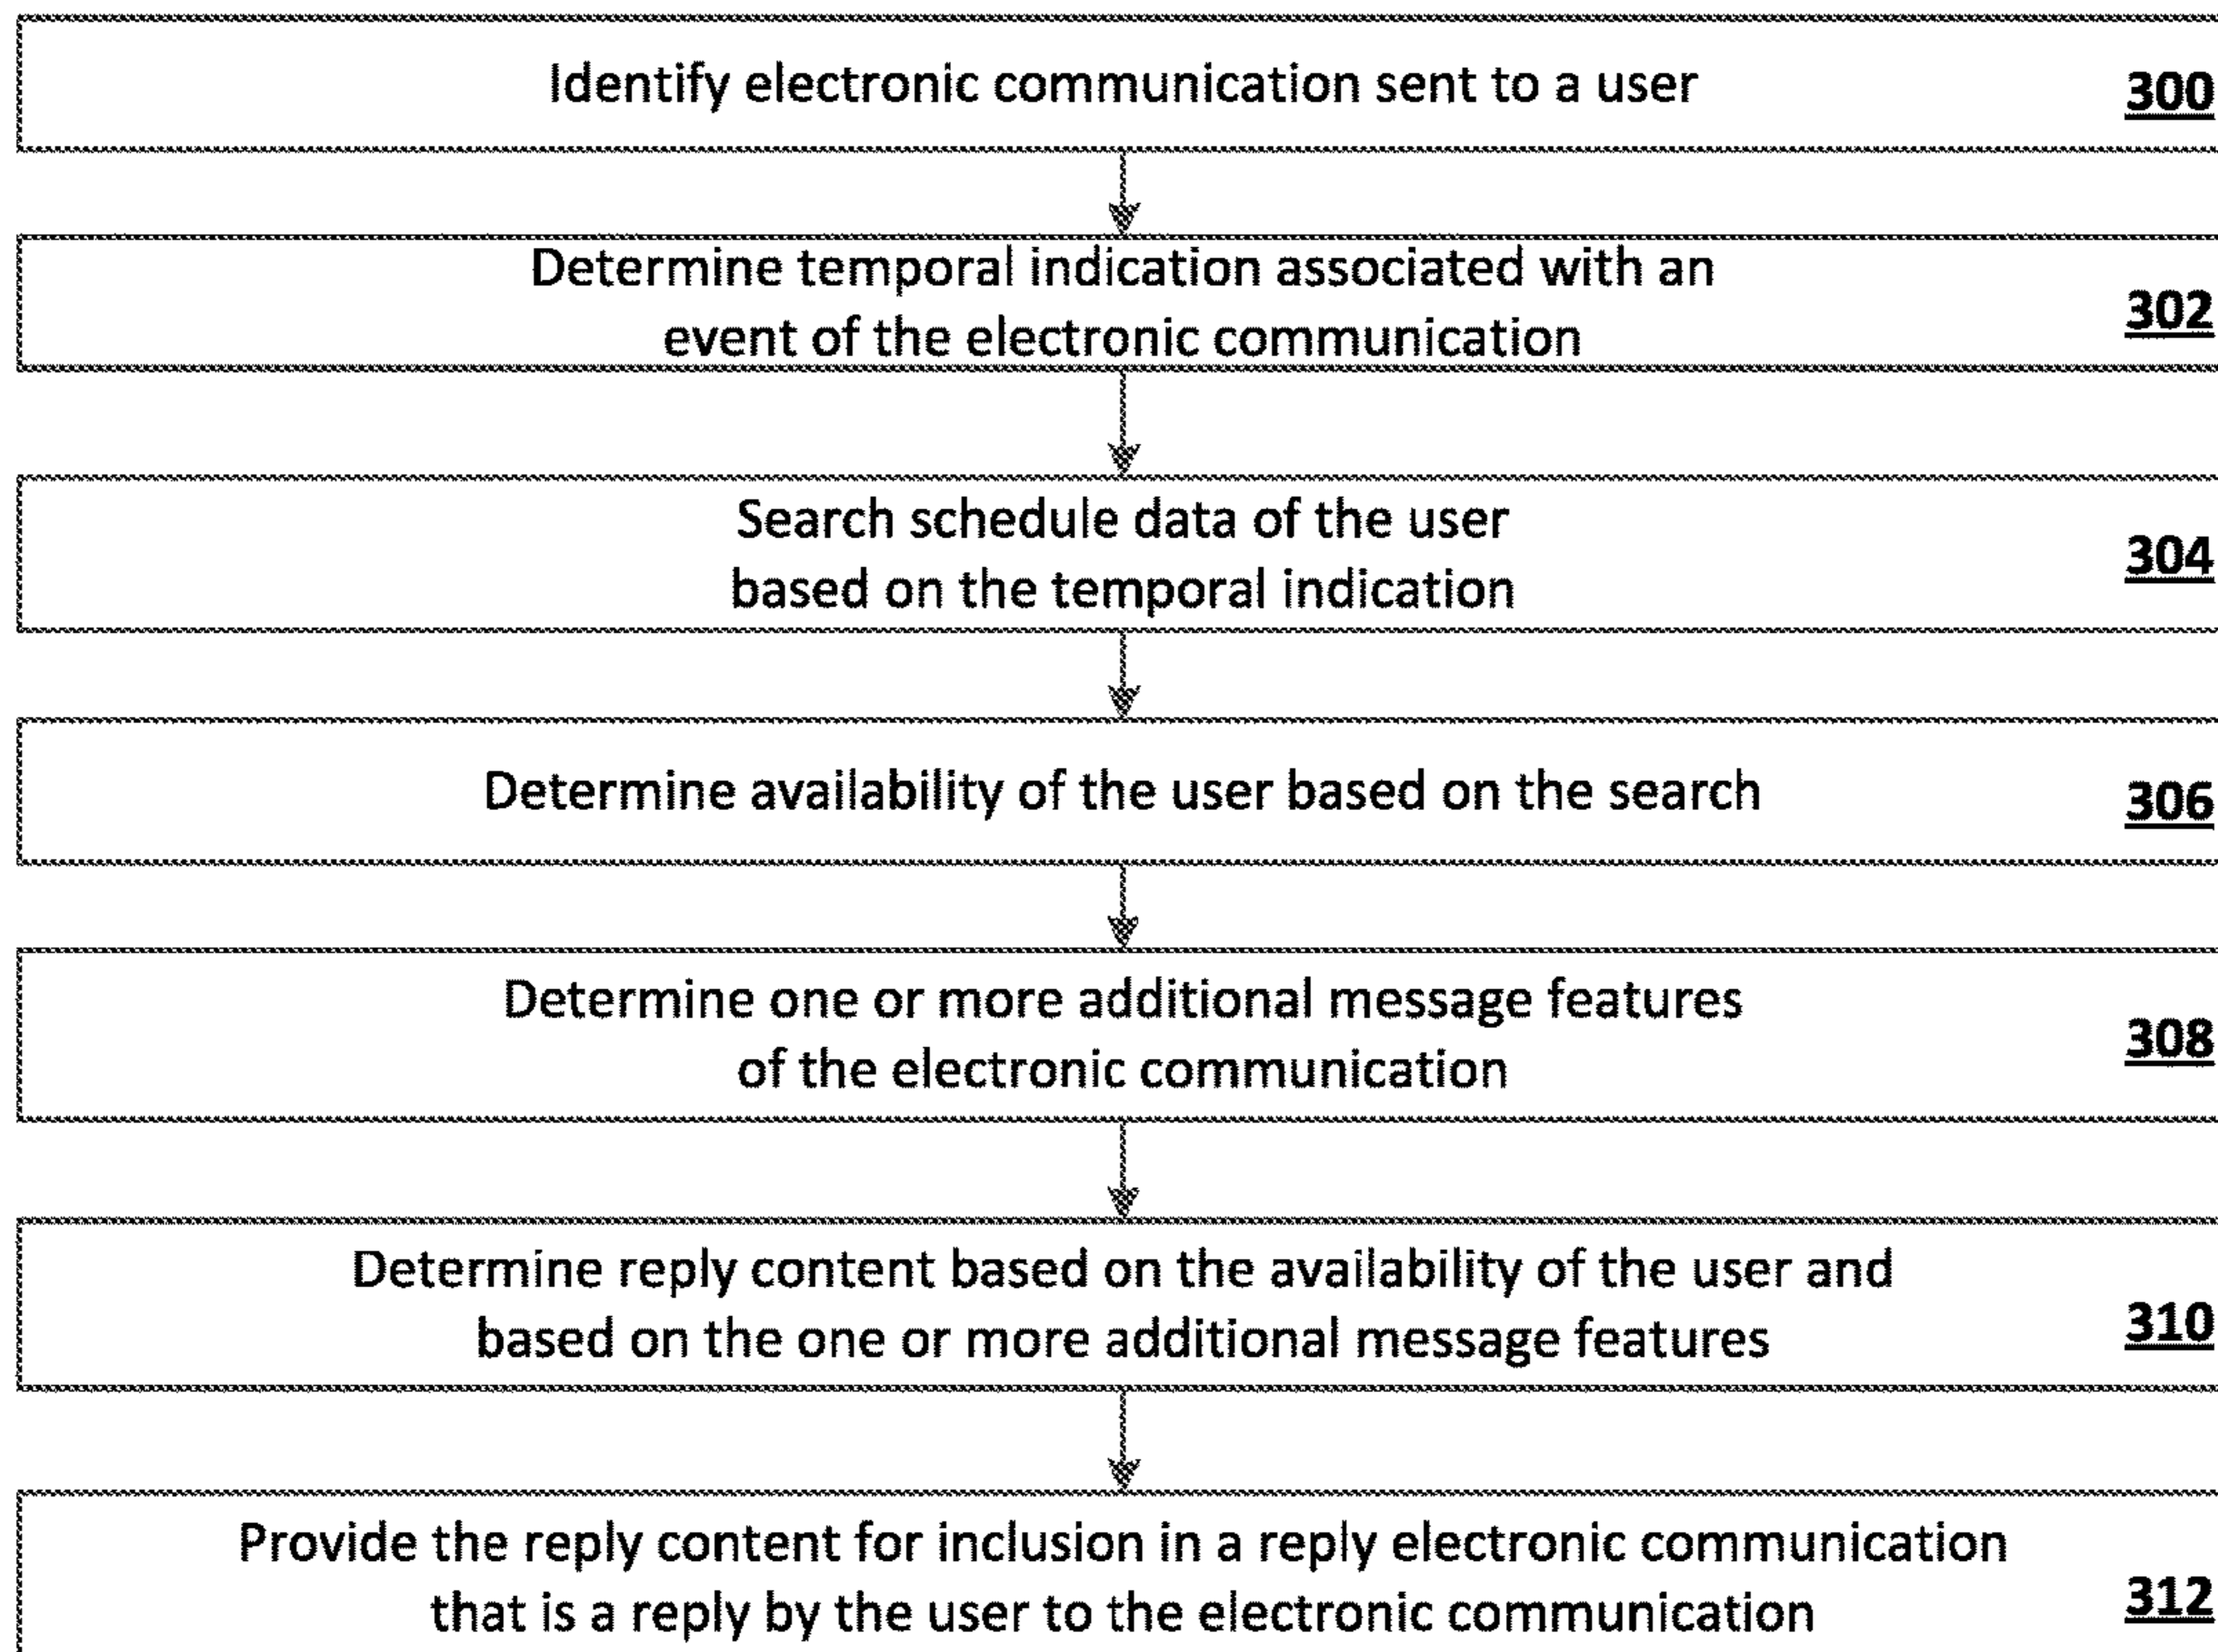 Identify electronic communication sent to a user
300
Determine temporal indication associated with an
event of the electronic communication
302
Search schedule data of the user
based on the temporal indication
304
Determine availability of the user based on the search
306
Determine one or more additional message features
of the electronic communication
308
Determine reply content based on the availability of the user and
based on the one or more additional message features
310
Provide the reply content for inclusion in a reply electronic communication
that is a reply by the user to the electronic communication
312